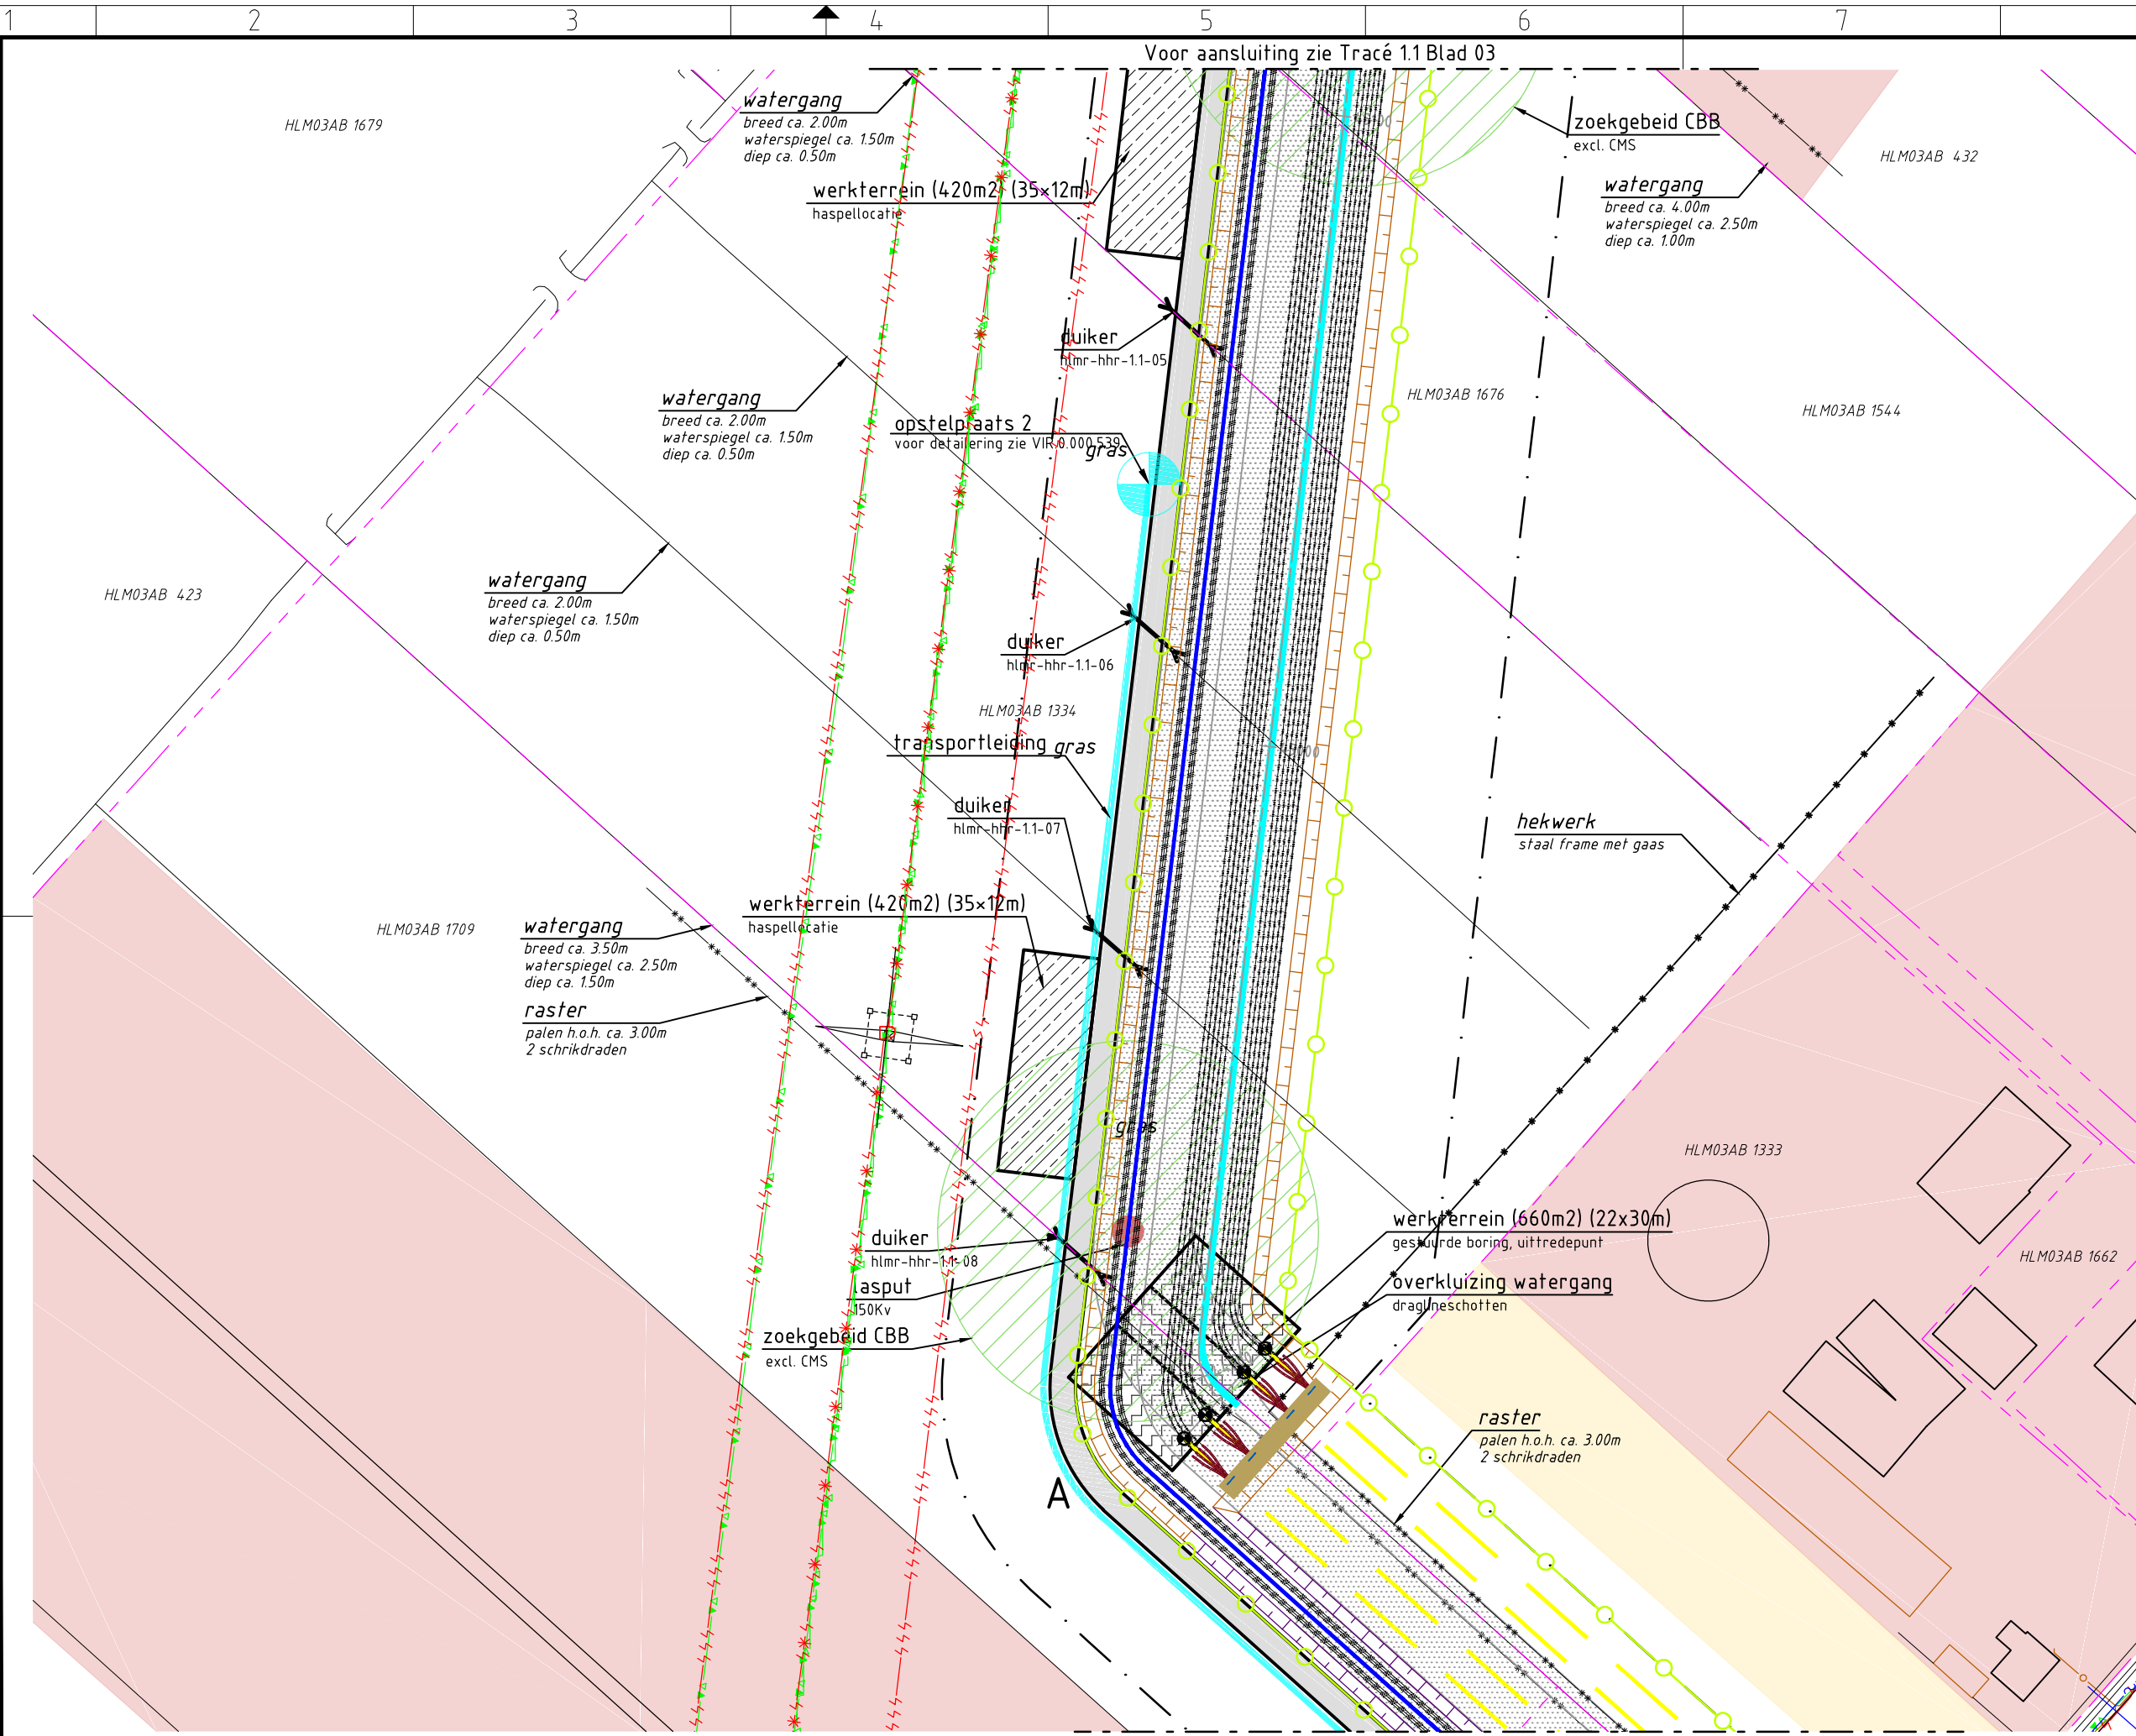 1
2
3
4
5
6
7
Voor aansluiting zie Tracé 1.1 Blad 03
HLM03AB 1679
watergang
breed ca. 2.00m
waterspiegel ca. 1.50m
diep ca. 0.50m
werkterrein (420m2) (35x12m)
haspellocatie
zoekgebeid CBB
excl. CMS
HLM03AB 432
watergang
breed ca. 4.00m
waterspiegel ca. 2.50m
diep ca. 1.00m
duiker
hlmr-hhr-1.1-05
watergang
breed ca. 2.00m
waterspiegel ca. 1.50m
diep ca. 0.50m
opstelplaats 2
voor detaillering zie VIR.0.000.539
gras
HLM03AB 1676
HLM03AB 1544
HLM03AB 423
watergang
breed ca. 2.00m
waterspiegel ca. 1.50m
diep ca. 0.50m
duiker
hlmr-hhr-1.1-06
HLM03AB 1334
transportleiding
gras
duiker
hlmr-hhr-1.1-07
hekwerk
staal frame met gaas
werkterrein (420m2) (35x12m)
haspellocatie
HLM03AB 1709
watergang
breed ca. 3.50m
waterspiegel ca. 2.50m
diep ca. 1.50m
raster
palen h.o.h. ca. 3.00m
2 schrikdraden
gras
HLM03AB 1333
werkterrein (660m2) (22x30m)
gestuurde boring, uittredepunt
HLM03AB 1662
duiker
hlmr-hhr-1.1-08
lasput
150Kv
overkluizing watergang
draglineschotten
zoekgebeid CBB
excl. CMS
raster
palen h.o.h. ca. 3.00m
2 schrikdraden
A